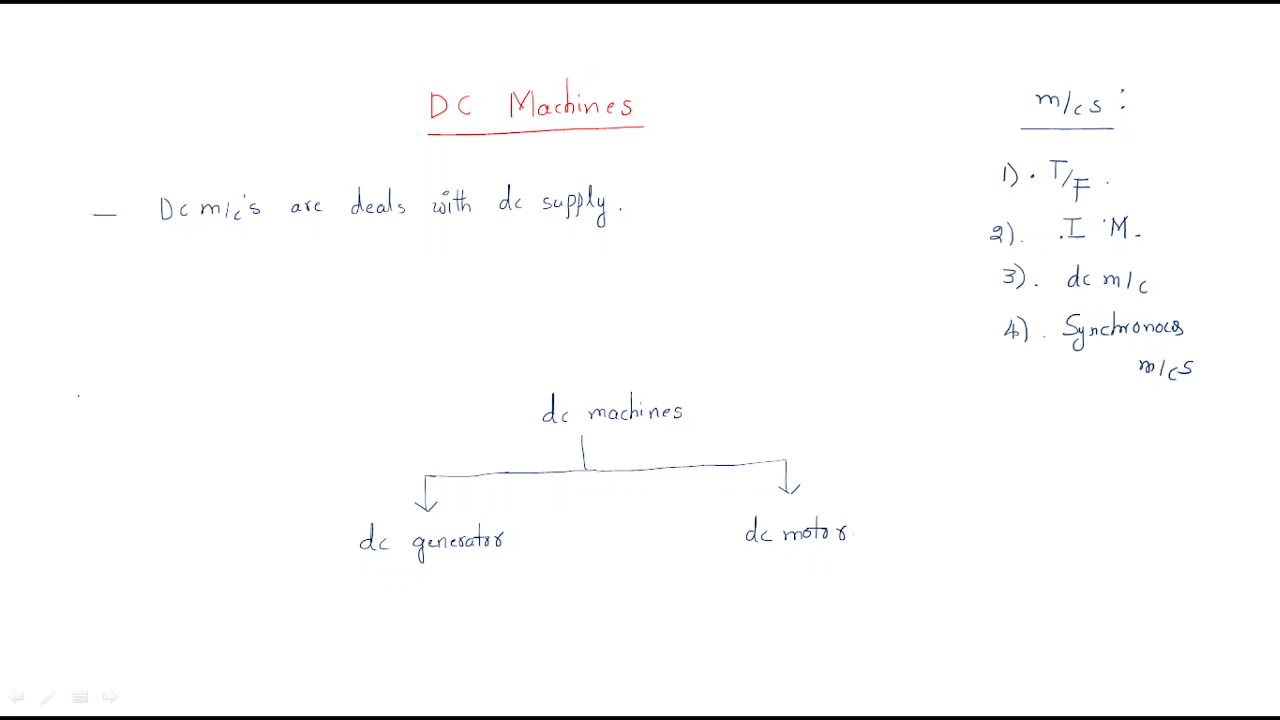 DC Machines
— Dc m/c's are deals with dc supply.
m/cs :
1) . T/F .
2) . I M.
3) . dc m/c
4) . Synchronous
m/cs
dc machines
dc generator
dc motor.